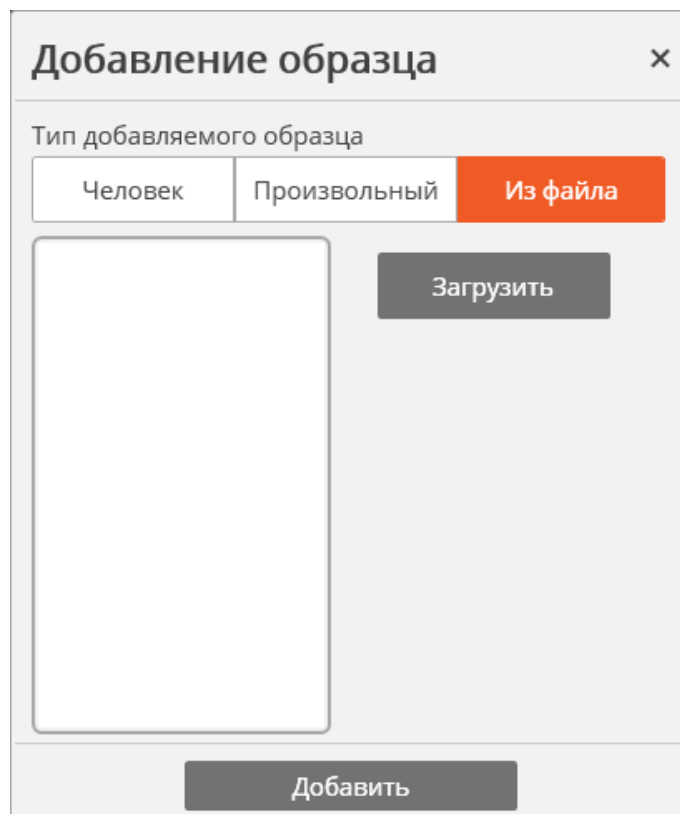 Добавление образца
Тип добавляемого образца
Человек Произвольный Из файла
Загрузить
Добавить